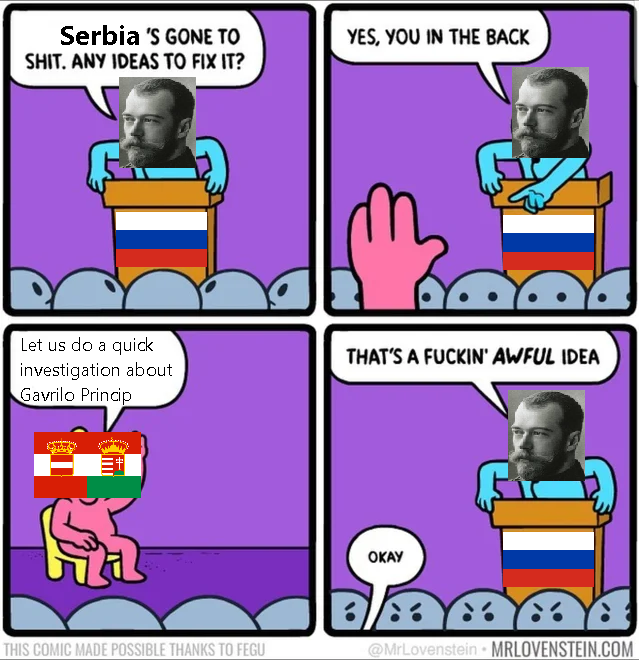 Serbia 'S GONE TO
SHIT. ANY IDEAS TO FIX IT?
YES, YOU IN THE BACK
Let us do a quick
investigation about
Gavrilo Princip
THAT'S A FUCKIN' AWFUL IDEA
OKAY
THIS COMIC MADE POSSIBLE THANKS TO FEGU
@MrLovenstein • MRLOVENSTEIN.COM